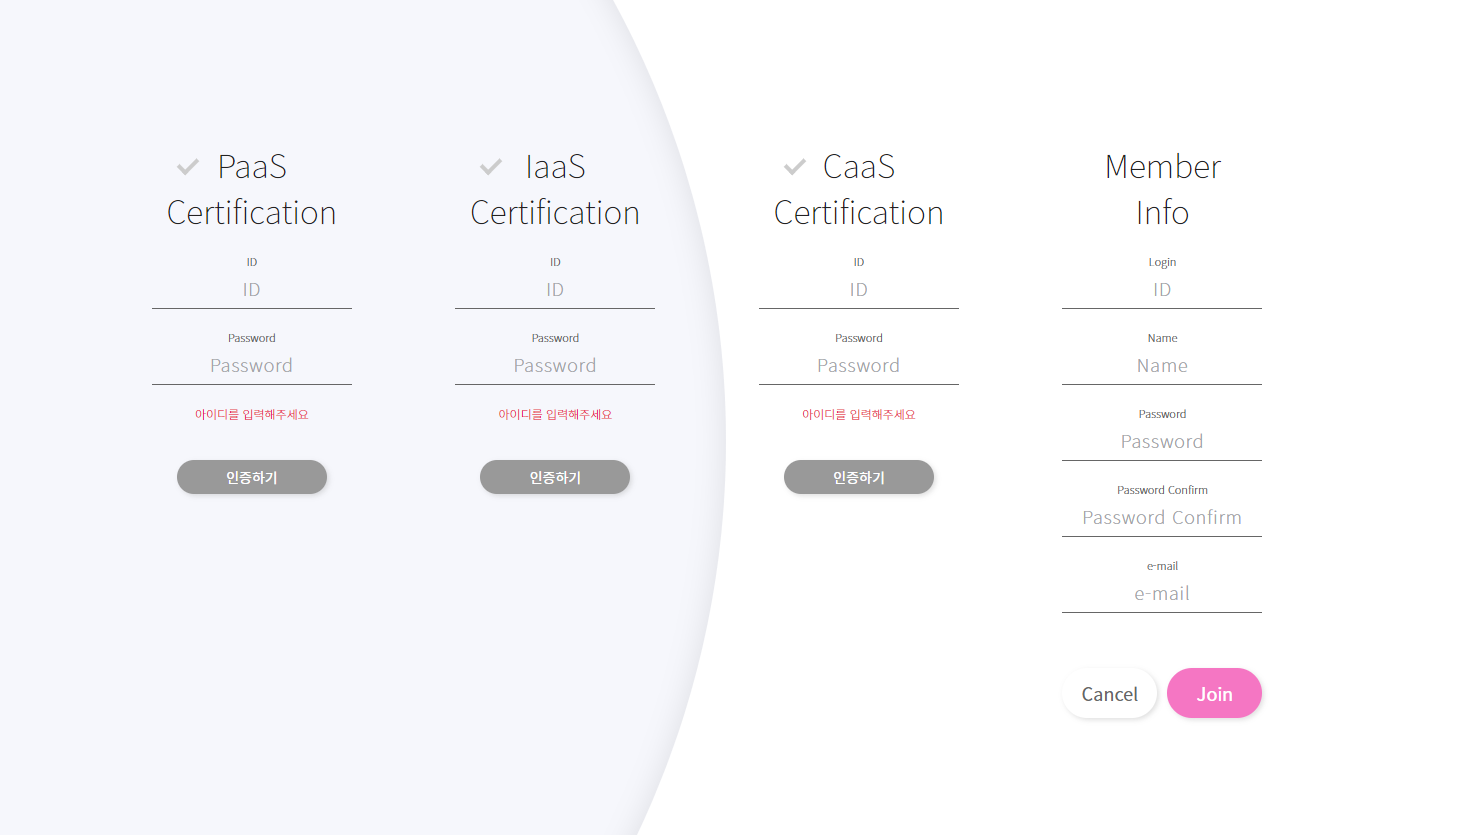 PaaS
Certification
ID
ID
Password
Password
아이디를 입력해주세요
인증하기
IaaS
Certification
ID
ID
Password
Password
아이디를 입력해주세요
인증하기
CaaS
Certification
ID
ID
Password
Password
아이디를 입력해주세요
인증하기
Member
Info
Login
ID
Name
Name
Password
Password
Password Confirm
Password Confirm
e-mail
e-mail
Cancel
Join